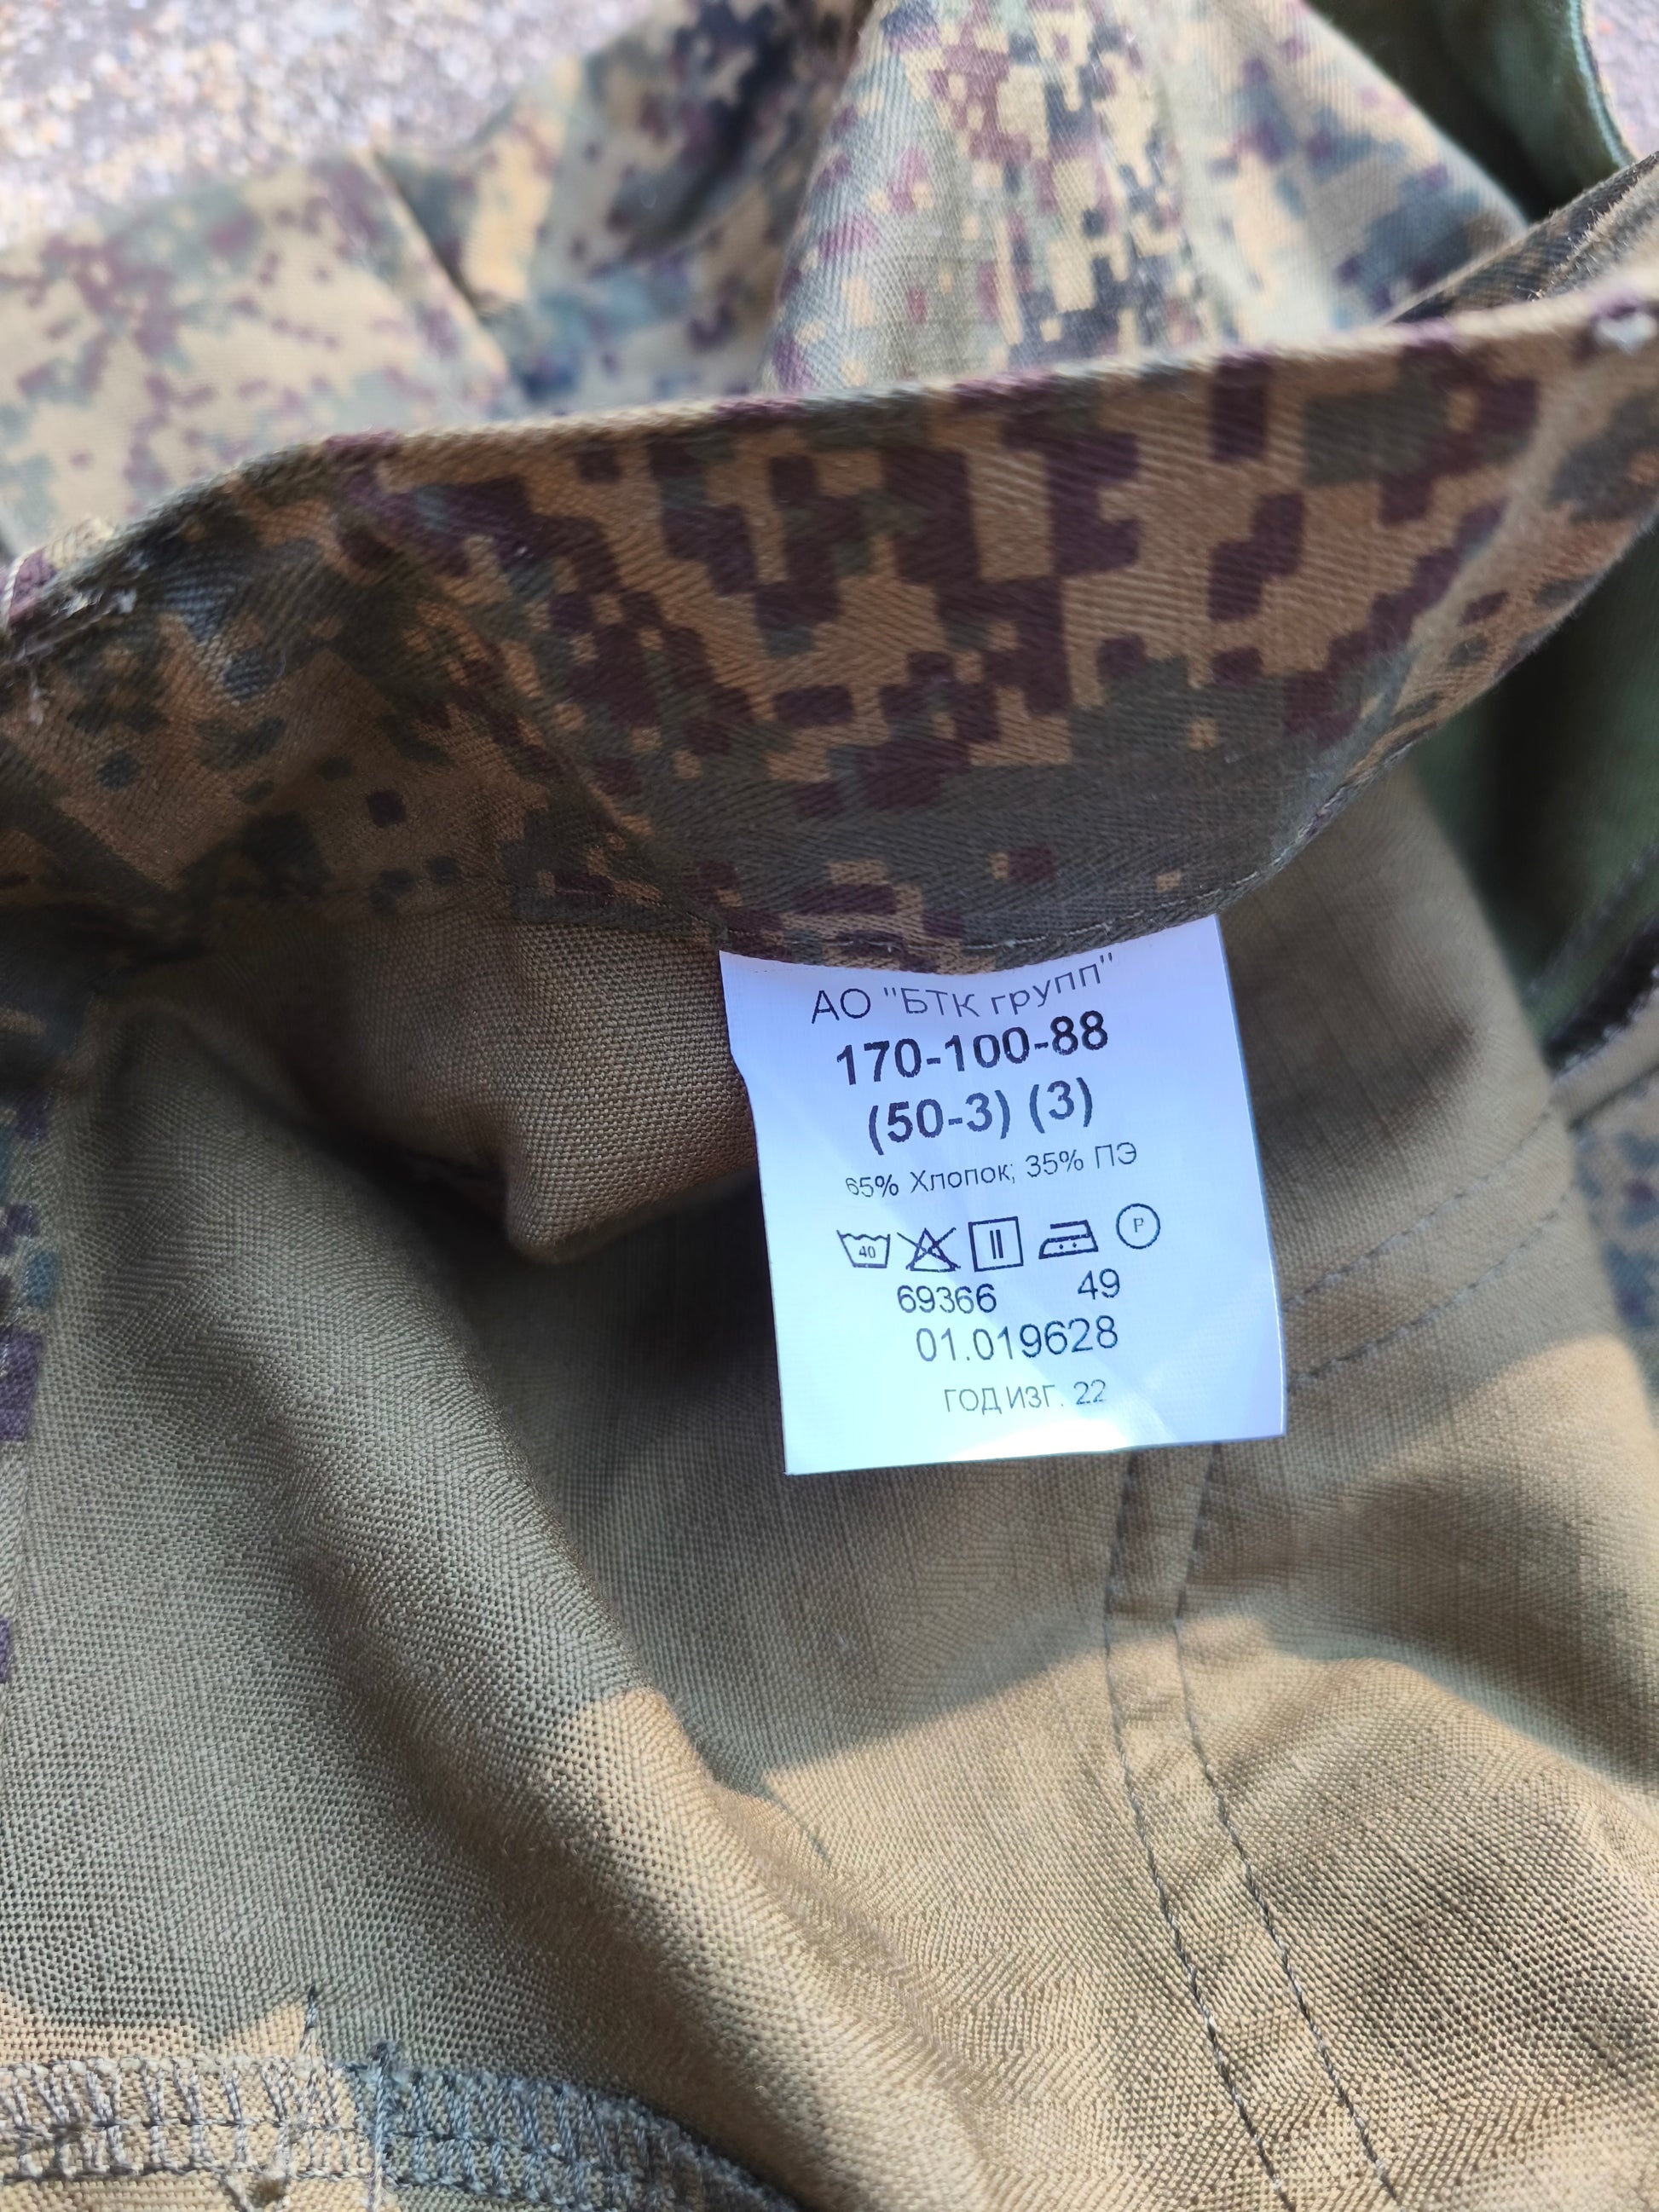 АО "БТК групп"
170-100-88
(50-3) (3)
65% Хлопок; 35% ПЭ
40 P
69366 49
01.019628
ГОД ИЗГ. 22